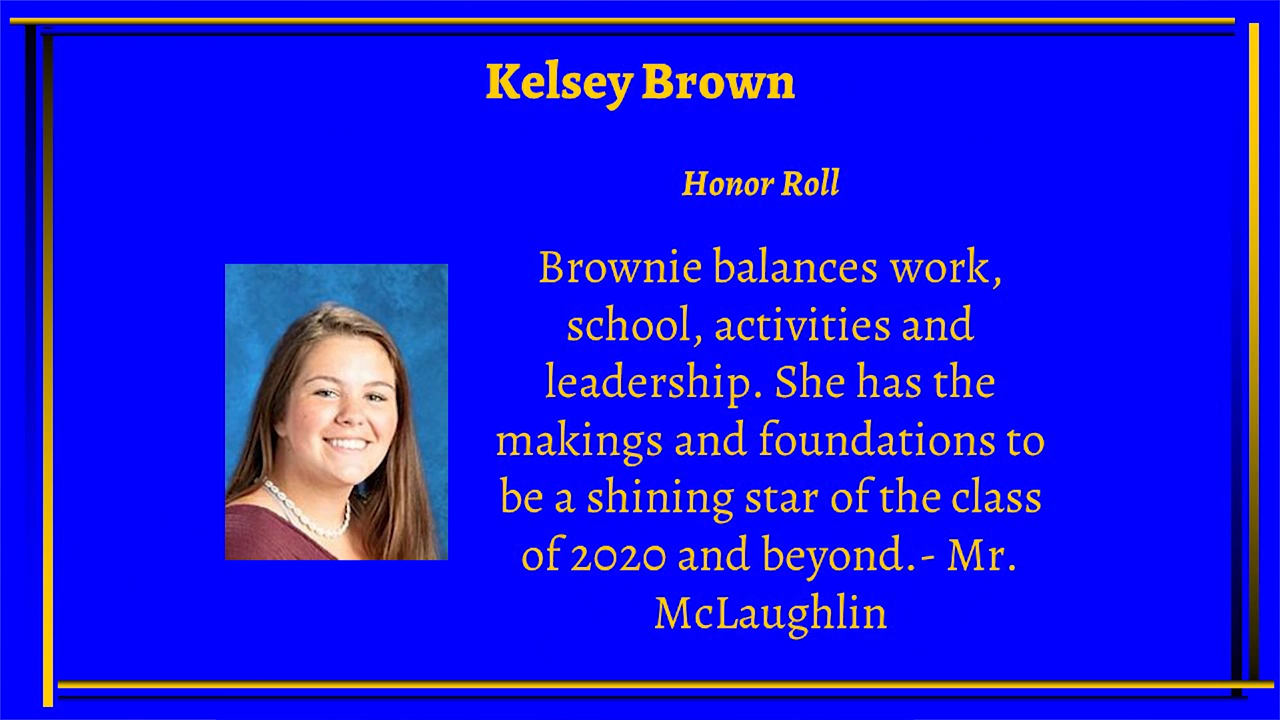 Kelsey Brown
Honor Roll
Brownie balances work,
school, activities and
leadership. She has the
makings and foundations to
be a shining star of the class
of 2020 and beyond.- Mr.
McLaughlin